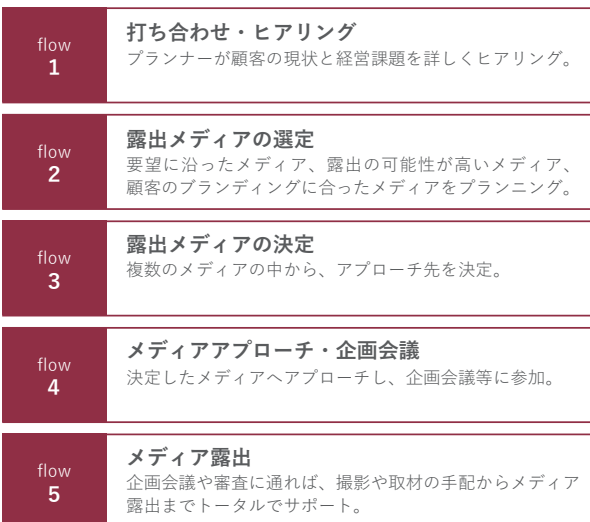 flow
1
打ち合わせ・ヒアリング
プランナーが顧客の現状と経営課題を詳しくヒアリング。
flow
2
露出メディアの選定
要望に沿ったメディア、露出の可能性が高いメディア、
顧客のブランディングに合ったメディアをプランニング。
flow
3
露出メディアの決定
複数のメディアの中から、アプローチ先を決定。
flow
4
メディアアプローチ・企画会議
決定したメディアへアプローチし、企画会議等に参加。
flow
5
メディア露出
企画会議や審査に通れば、撮影や取材の手配からメディア
露出までトータルでサポート。